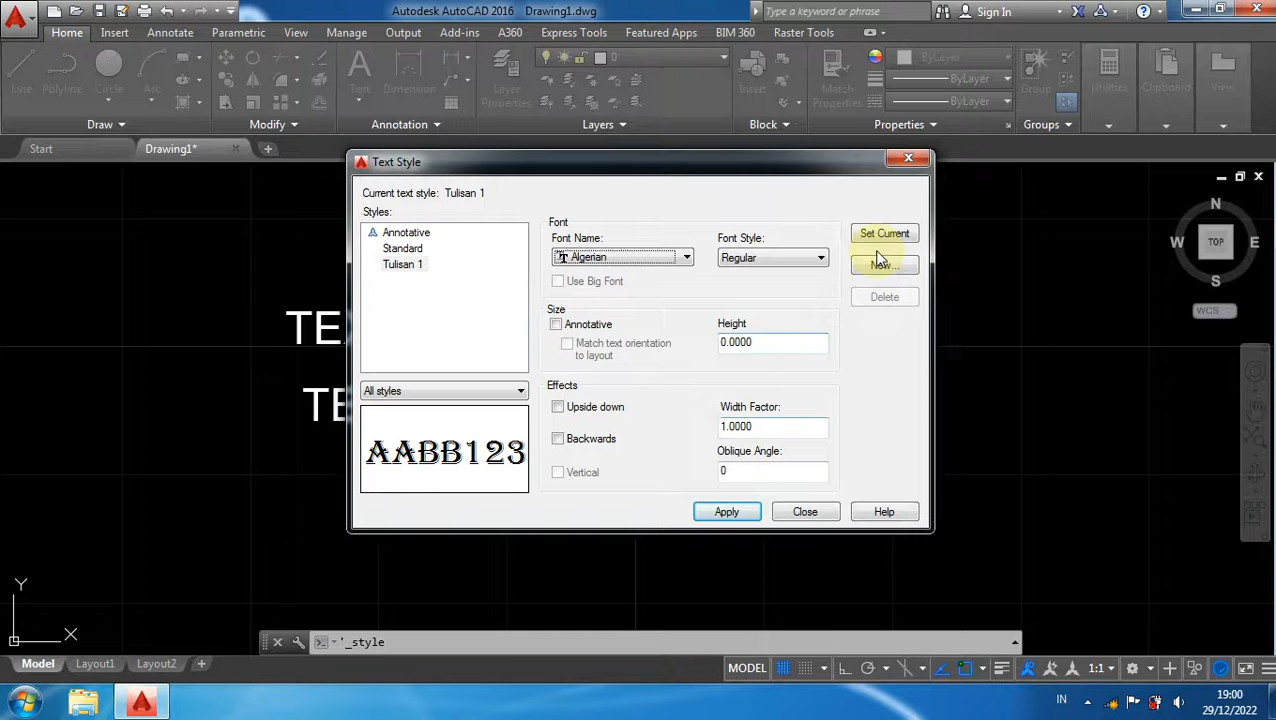 Autodesk AutoCAD 2016 Drawing1.dwg
Type a keyword or phrase
Sign In
Home Insert Annotate Parametric View Manage Output Add-ins A360 Express Tools Featured Apps BIM 360 Raster Tools
Line Polyline Circle Arc
Text Dimension
Layer
Properties
Insert
Match
Properties
ByLayer
ByLayer
ByLayer
Group
Utilities
Clipboard
View
Draw Modify Annotation Layers Block Properties Groups
Start Drawing1*
Text Style
Current text style: Tulisan 1
Styles:
Annotative
Standard
Tulisan 1
All styles
AABB123
Font
Font Name:
Algerian
Font Style:
Regular
Use Big Font
Size
Annotative
Match text orientation
to layout
Height
0.0000
Effects
Upside down
Backwards
Vertical
Width Factor:
1.0000
Oblique Angle:
0
Set Current
New...
Delete
Apply Close Help
N
W TOP E
S
WCS
TE
TE
Y
X
'_style
Model Layout1 Layout2
MODEL
1:1
IN
19:00
29/12/2022